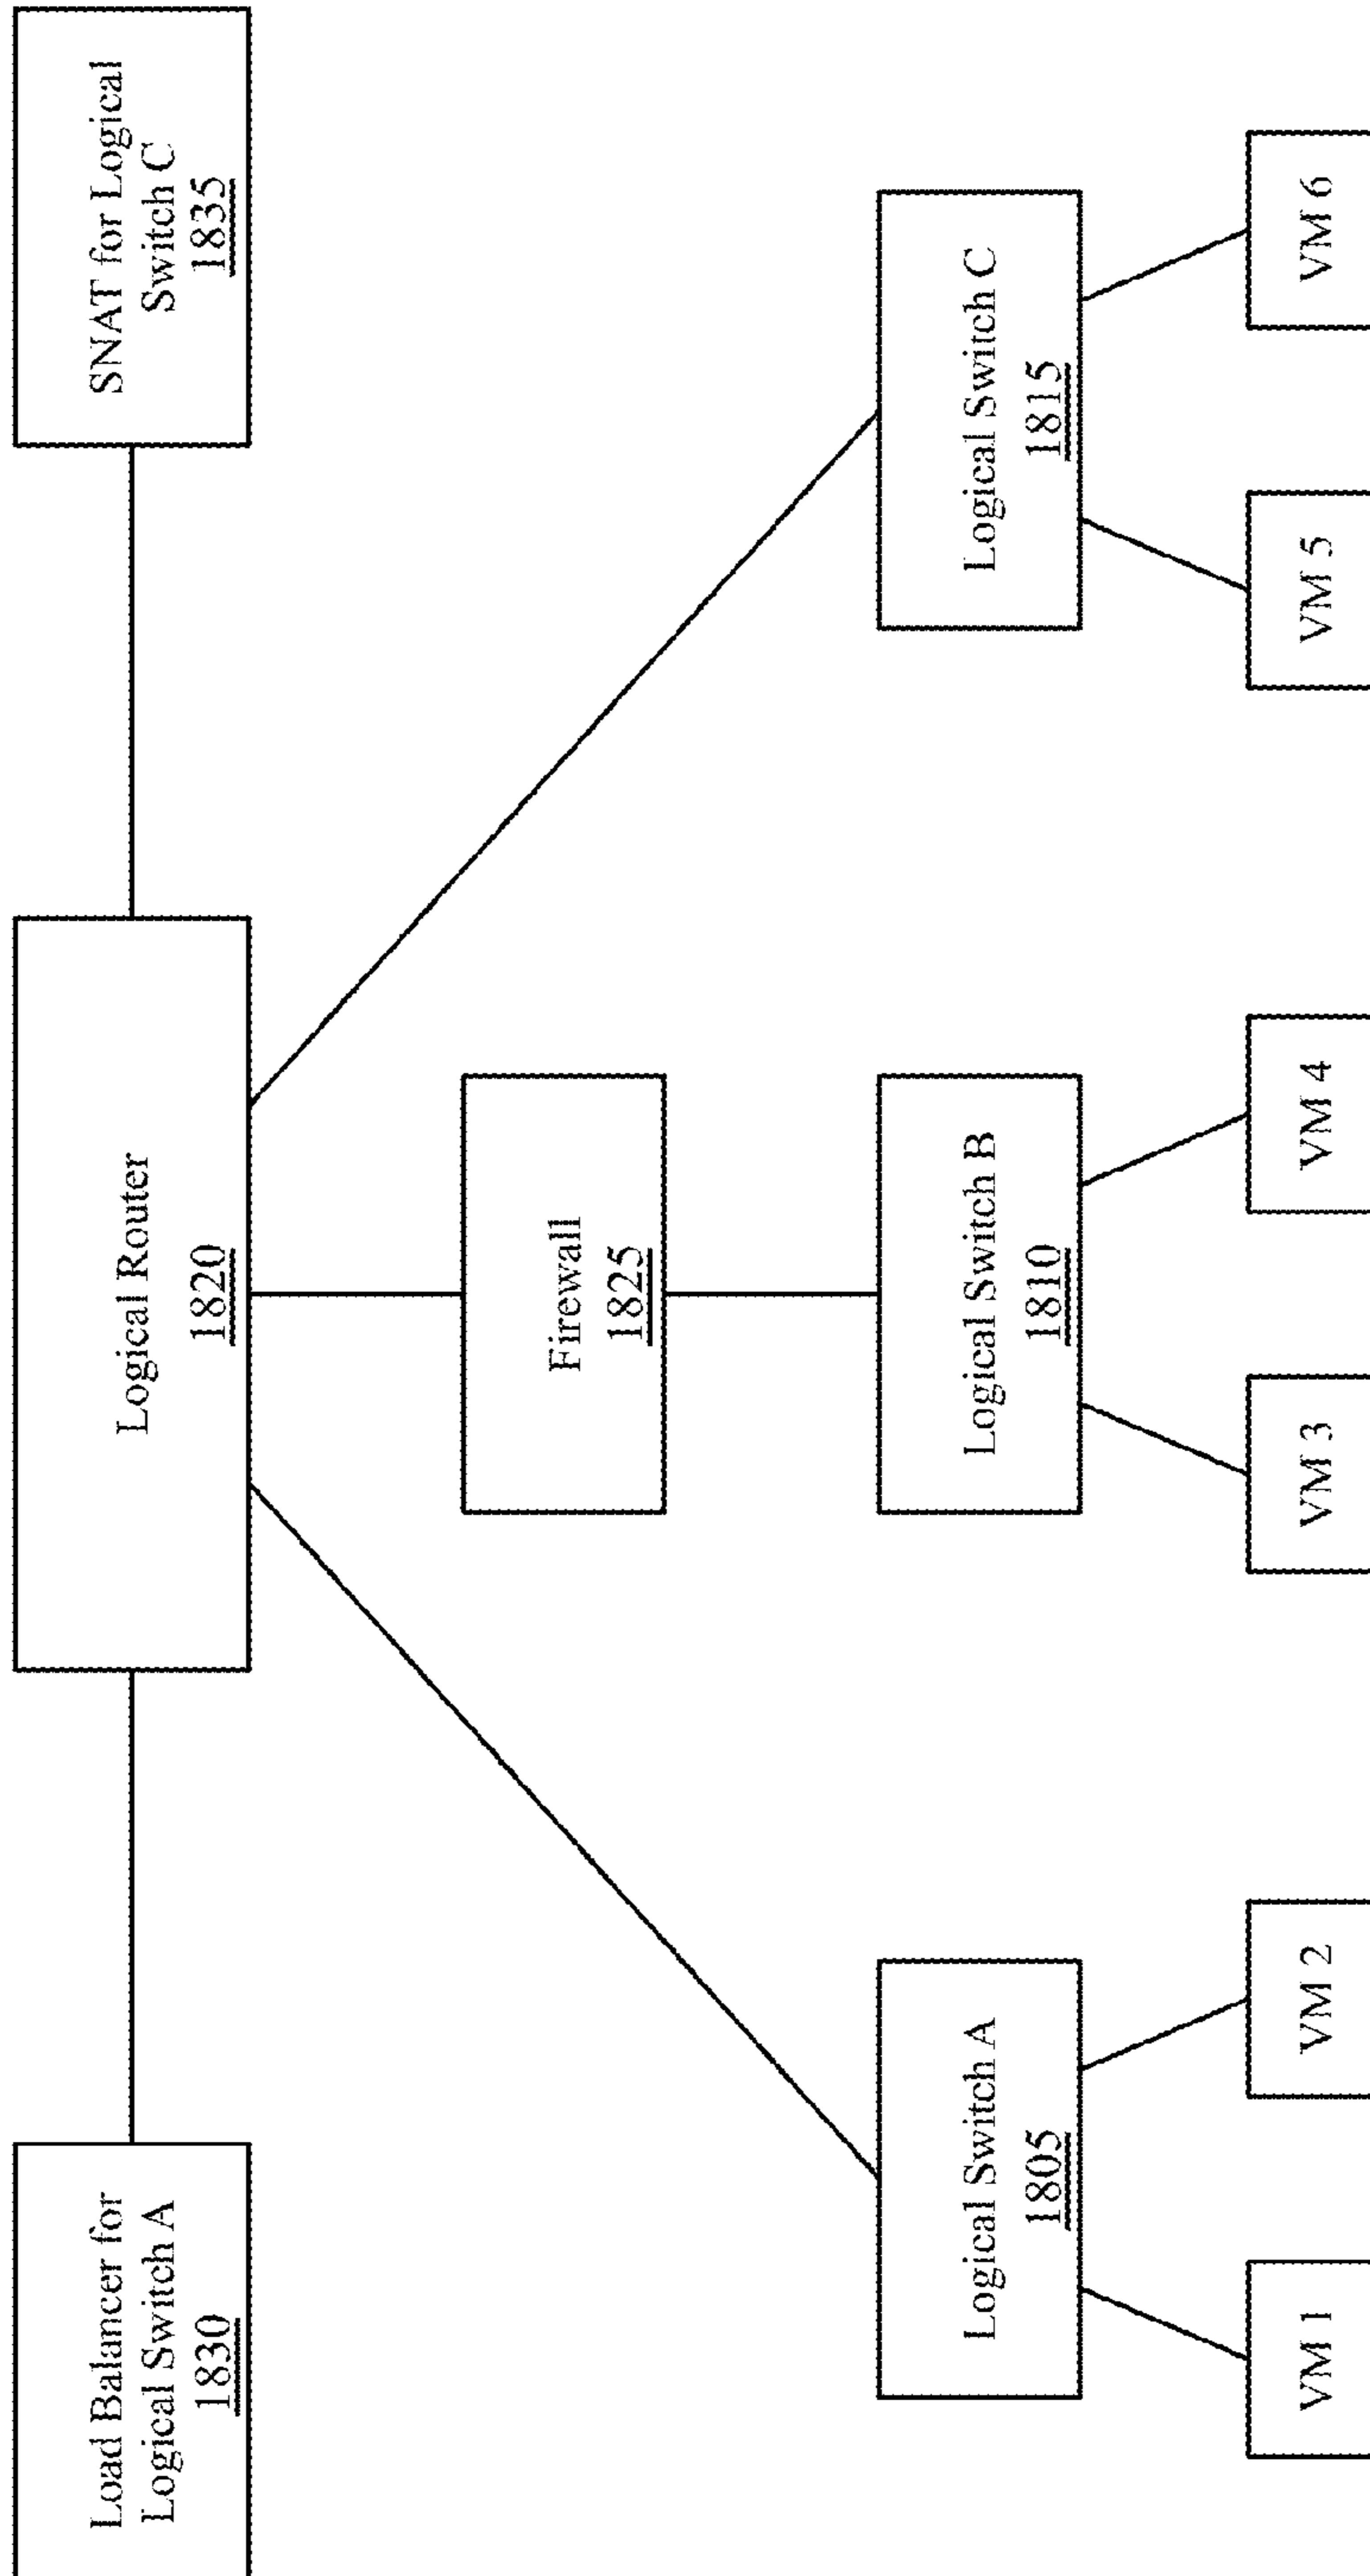 Load Balancer for
Logical Switch A
1830
Logical Router
1820
SNAT for Logical
Switch C
1835
Firewall
1825
Logical Switch A
1805
Logical Switch B
1810
Logical Switch C
1815
VM 1
VM 2
VM 3
VM 4
VM 5
VM 6